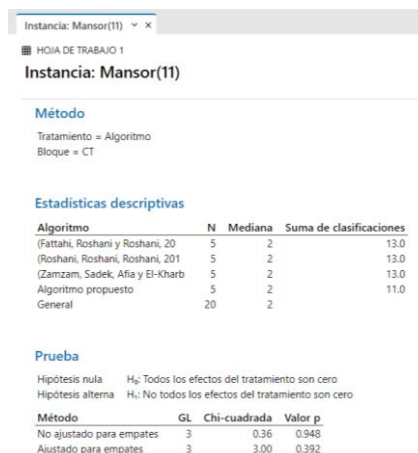 Instancia: Mansor(11)
HOJA DE TRABAJO 1
Instancia: Mansor(11)
Método
Tratamiento = Algoritmo
Bloque = CT
Estadísticas descriptivas
Algoritmo N Mediana Suma de clasificaciones
(Fattahi, Roshani y Roshani, 20 5 2 13.0
(Roshani, Roshani, Roshani, 201 5 2 13.0
(Zamzam, Sadek, Afia y El-Kharb 5 2 13.0
Algoritmo propuesto 5 2 11.0
General 20 2
Prueba
Hipótesis nula H₀: Todos los efectos del tratamiento son cero
Hipótesis alterna H₁: No todos los efectos del tratamiento son cero
Método GL Chi-cuadrada Valor p
No ajustado para empates 3 0.36 0.948
Ajustado para empates 3 3.00 0.392